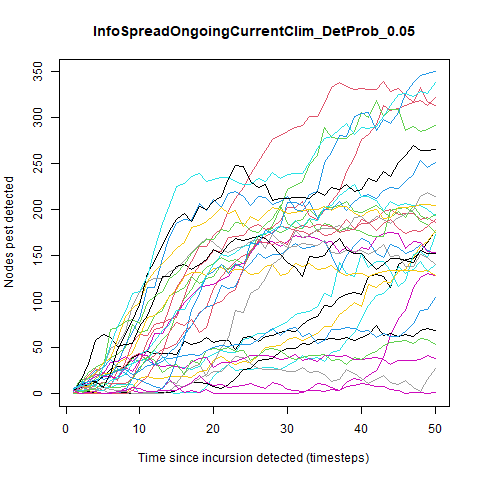 InfoSpreadOngoingCurrentClim_DetProb_0.05
350
300
250
200
150
100
50
0
Nodes pest detected
0 10 20 30 40 50
Time since incursion detected (timesteps)